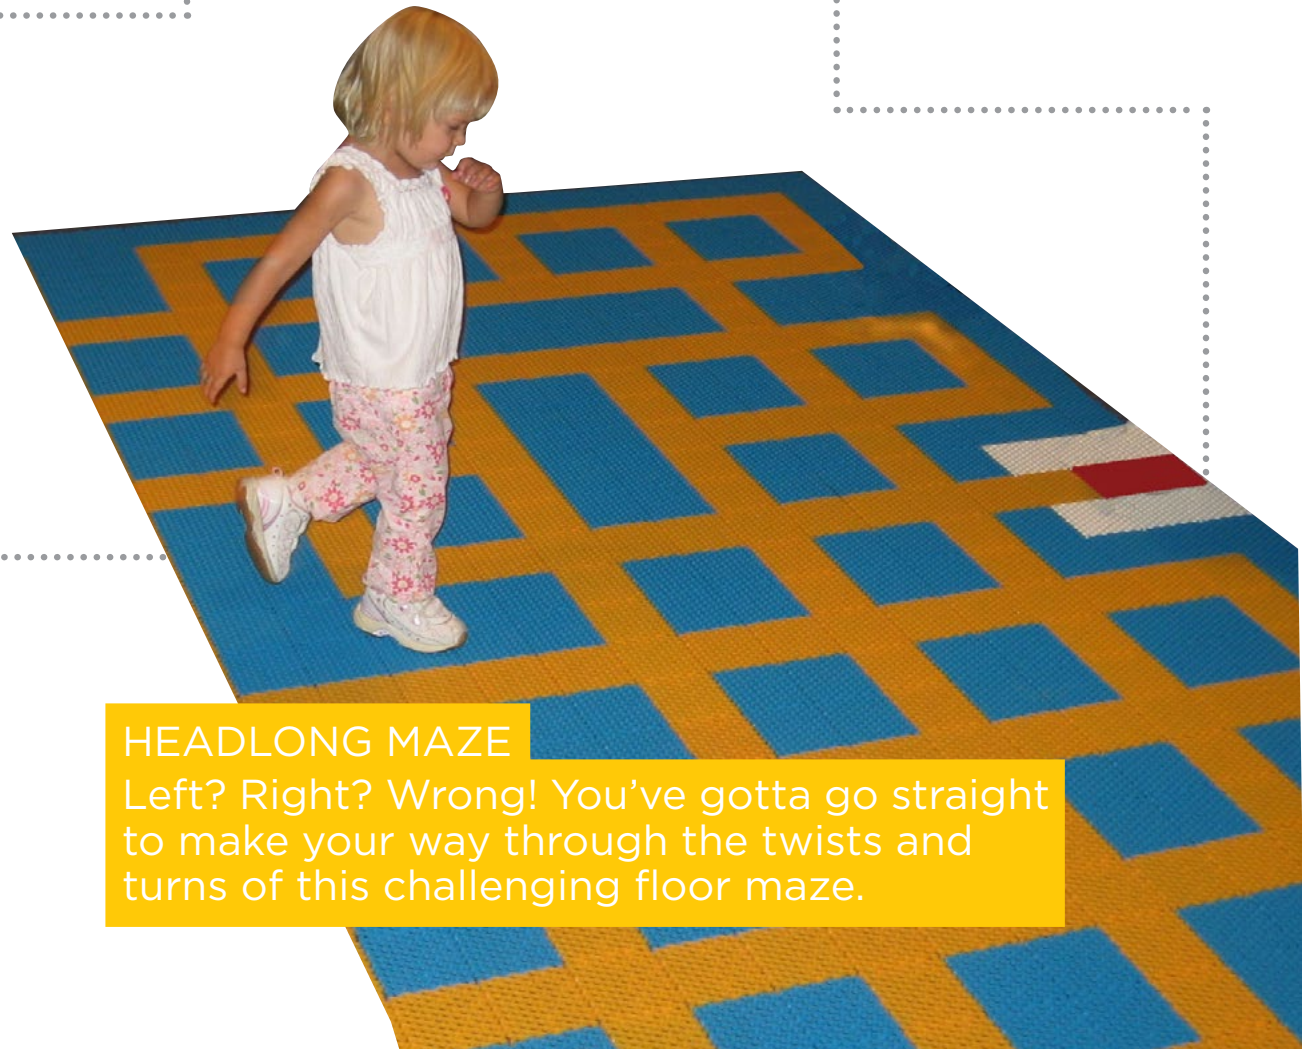 HEADLONG MAZE
Left? Right? Wrong! You’ve gotta go straight
to make your way through the twists and
turns of this challenging floor maze.